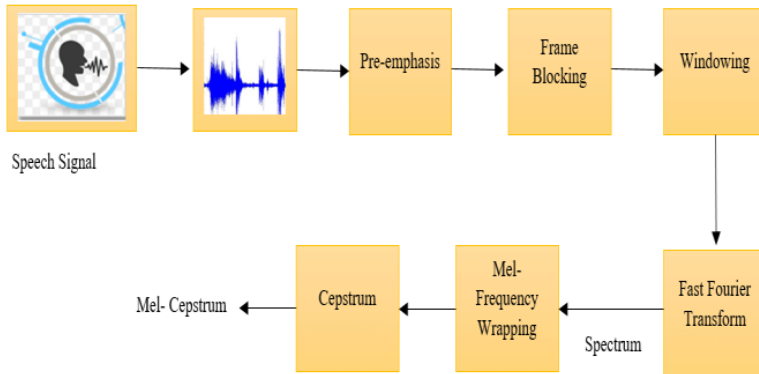 Speech Signal
Pre-emphasis
Frame
Blocking
Windowing
Fast Fourier
Transform
Spectrum
Mel-
Frequency
Wrapping
Cepstrum
Mel- Cepstrum